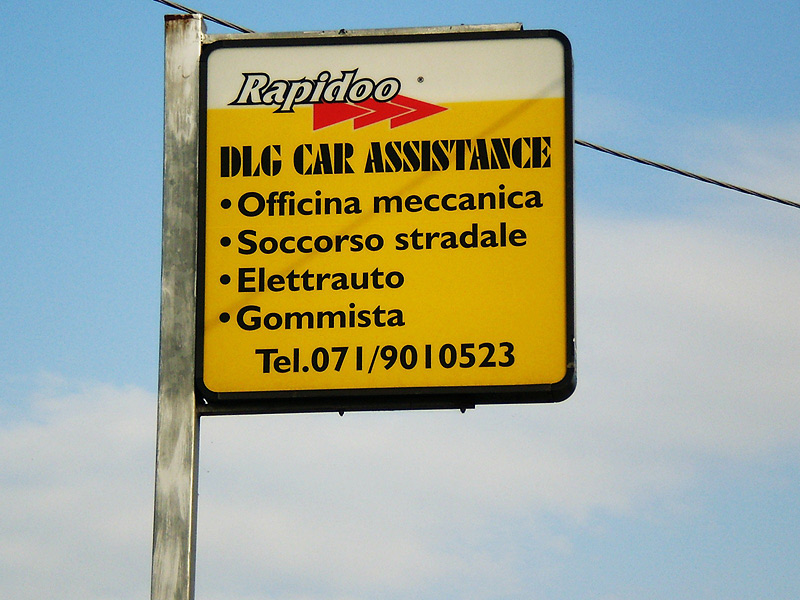 Rapidoo ®
DLG CAR ASSISTANCE
• Officina meccanica
• Soccorso stradale
• Elettrauto
• Gommista
Tel.071/9010523